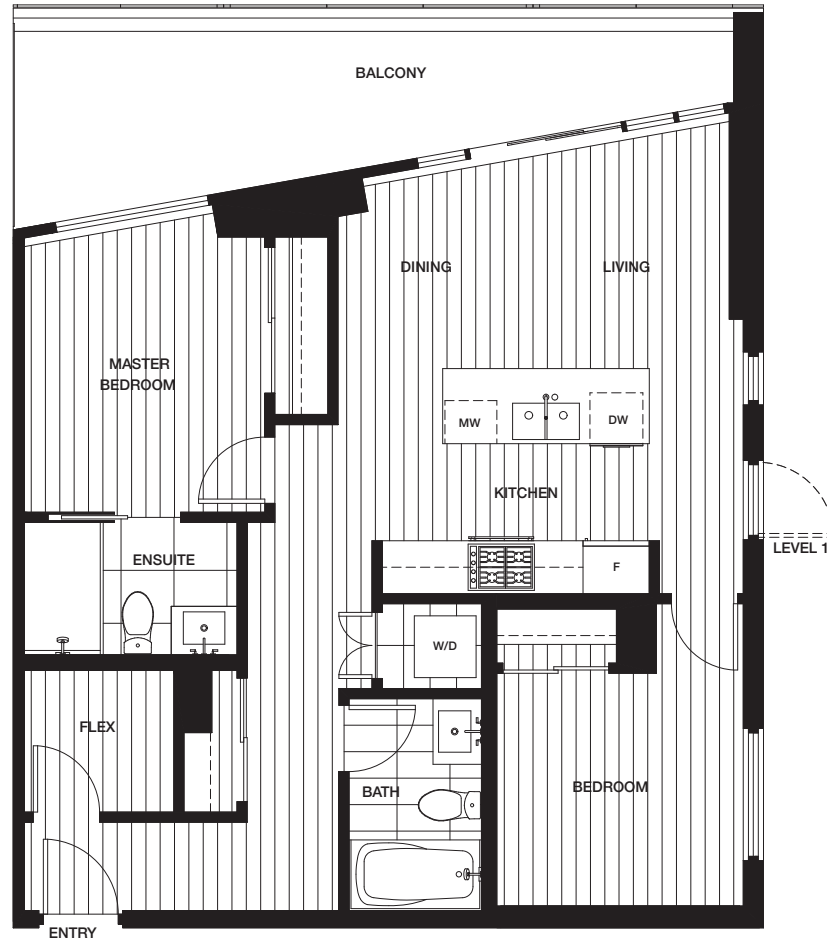 BALCONY
DINING
LIVING
MASTER
BEDROOM
MW
DW
KITCHEN
LEVEL 1
ENSUITE
F
W/D
FLEX
BATH
BEDROOM
ENTRY